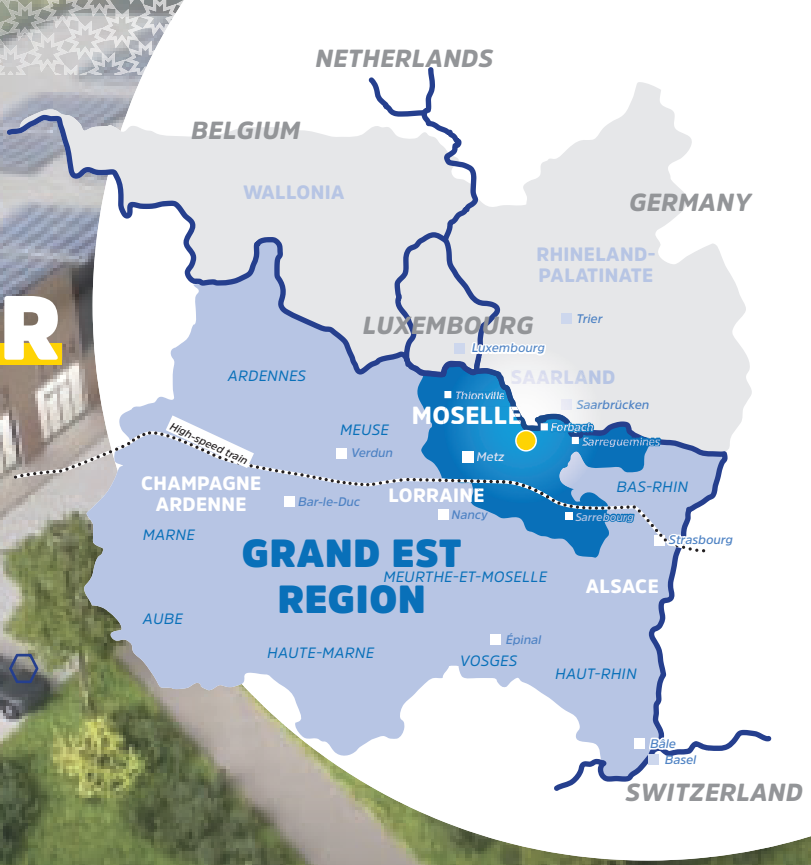 NETHERLANDS
BELGIUM
WALLONIA
GERMANY
RHINELAND-
PALATINATE
R
Trier
LUXEMBOURG
Luxembourg
ARDENNES
SAARLAND
Thionville
Saarbrücken
MOSELLE
Forbach
MEUSE
High-speed train
Sarreguemines
Verdun
Metz
CHAMPAGNE
ARDENNE
LORRAINE
BAS-RHIN
Bar-le-Duc
Nancy
Sarrebourg
MARNE
Strasbourg
GRAND EST
REGION
MEURTHE-ET-MOSELLE
ALSACE
AUBE
Épinal
HAUTE-MARNE
VOSGES
HAUT-RHIN
Bâle
Basel
SWITZERLAND